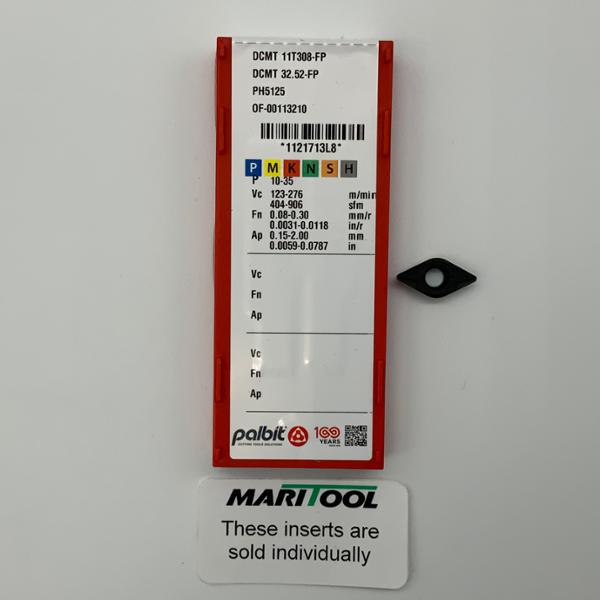 DCMT 11T308-FP
DCMT 32.52-FP
PH5125
OF-00113210
*1121713L8*
P M K N S H
P 10-35
Vc 123-276 m/min
404-906 sfm
Fn 0.08-0.30 mm/r
0.0031-0.0118 in/r
Ap 0.15-2.00 mm
0.0059-0.0787 in
Vc
Fn
Ap
Vc
Fn
Ap
palbit
CUTTING TOOLS SOLUTIONS
100
YEARS
MARITOOL
These inserts are
sold individually